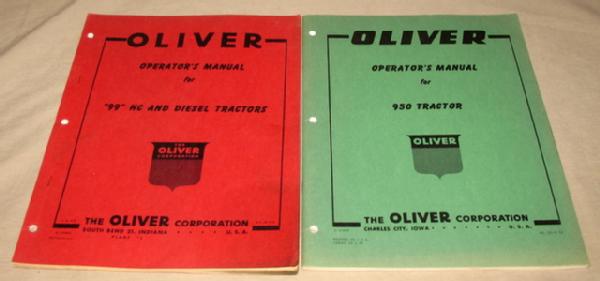 OLIVER
OPERATOR'S MANUAL
for
"99" HC AND DIESEL TRACTORS
THE
OLIVER
CORPORATION
THE OLIVER CORPORATION
SOUTH BEND 21, INDIANA U. S. A.
OLIVER
OPERATOR'S MANUAL
for
950 TRACTOR
OLIVER
THE OLIVER CORPORATION
CHARLES CITY, IOWA U. S. A.